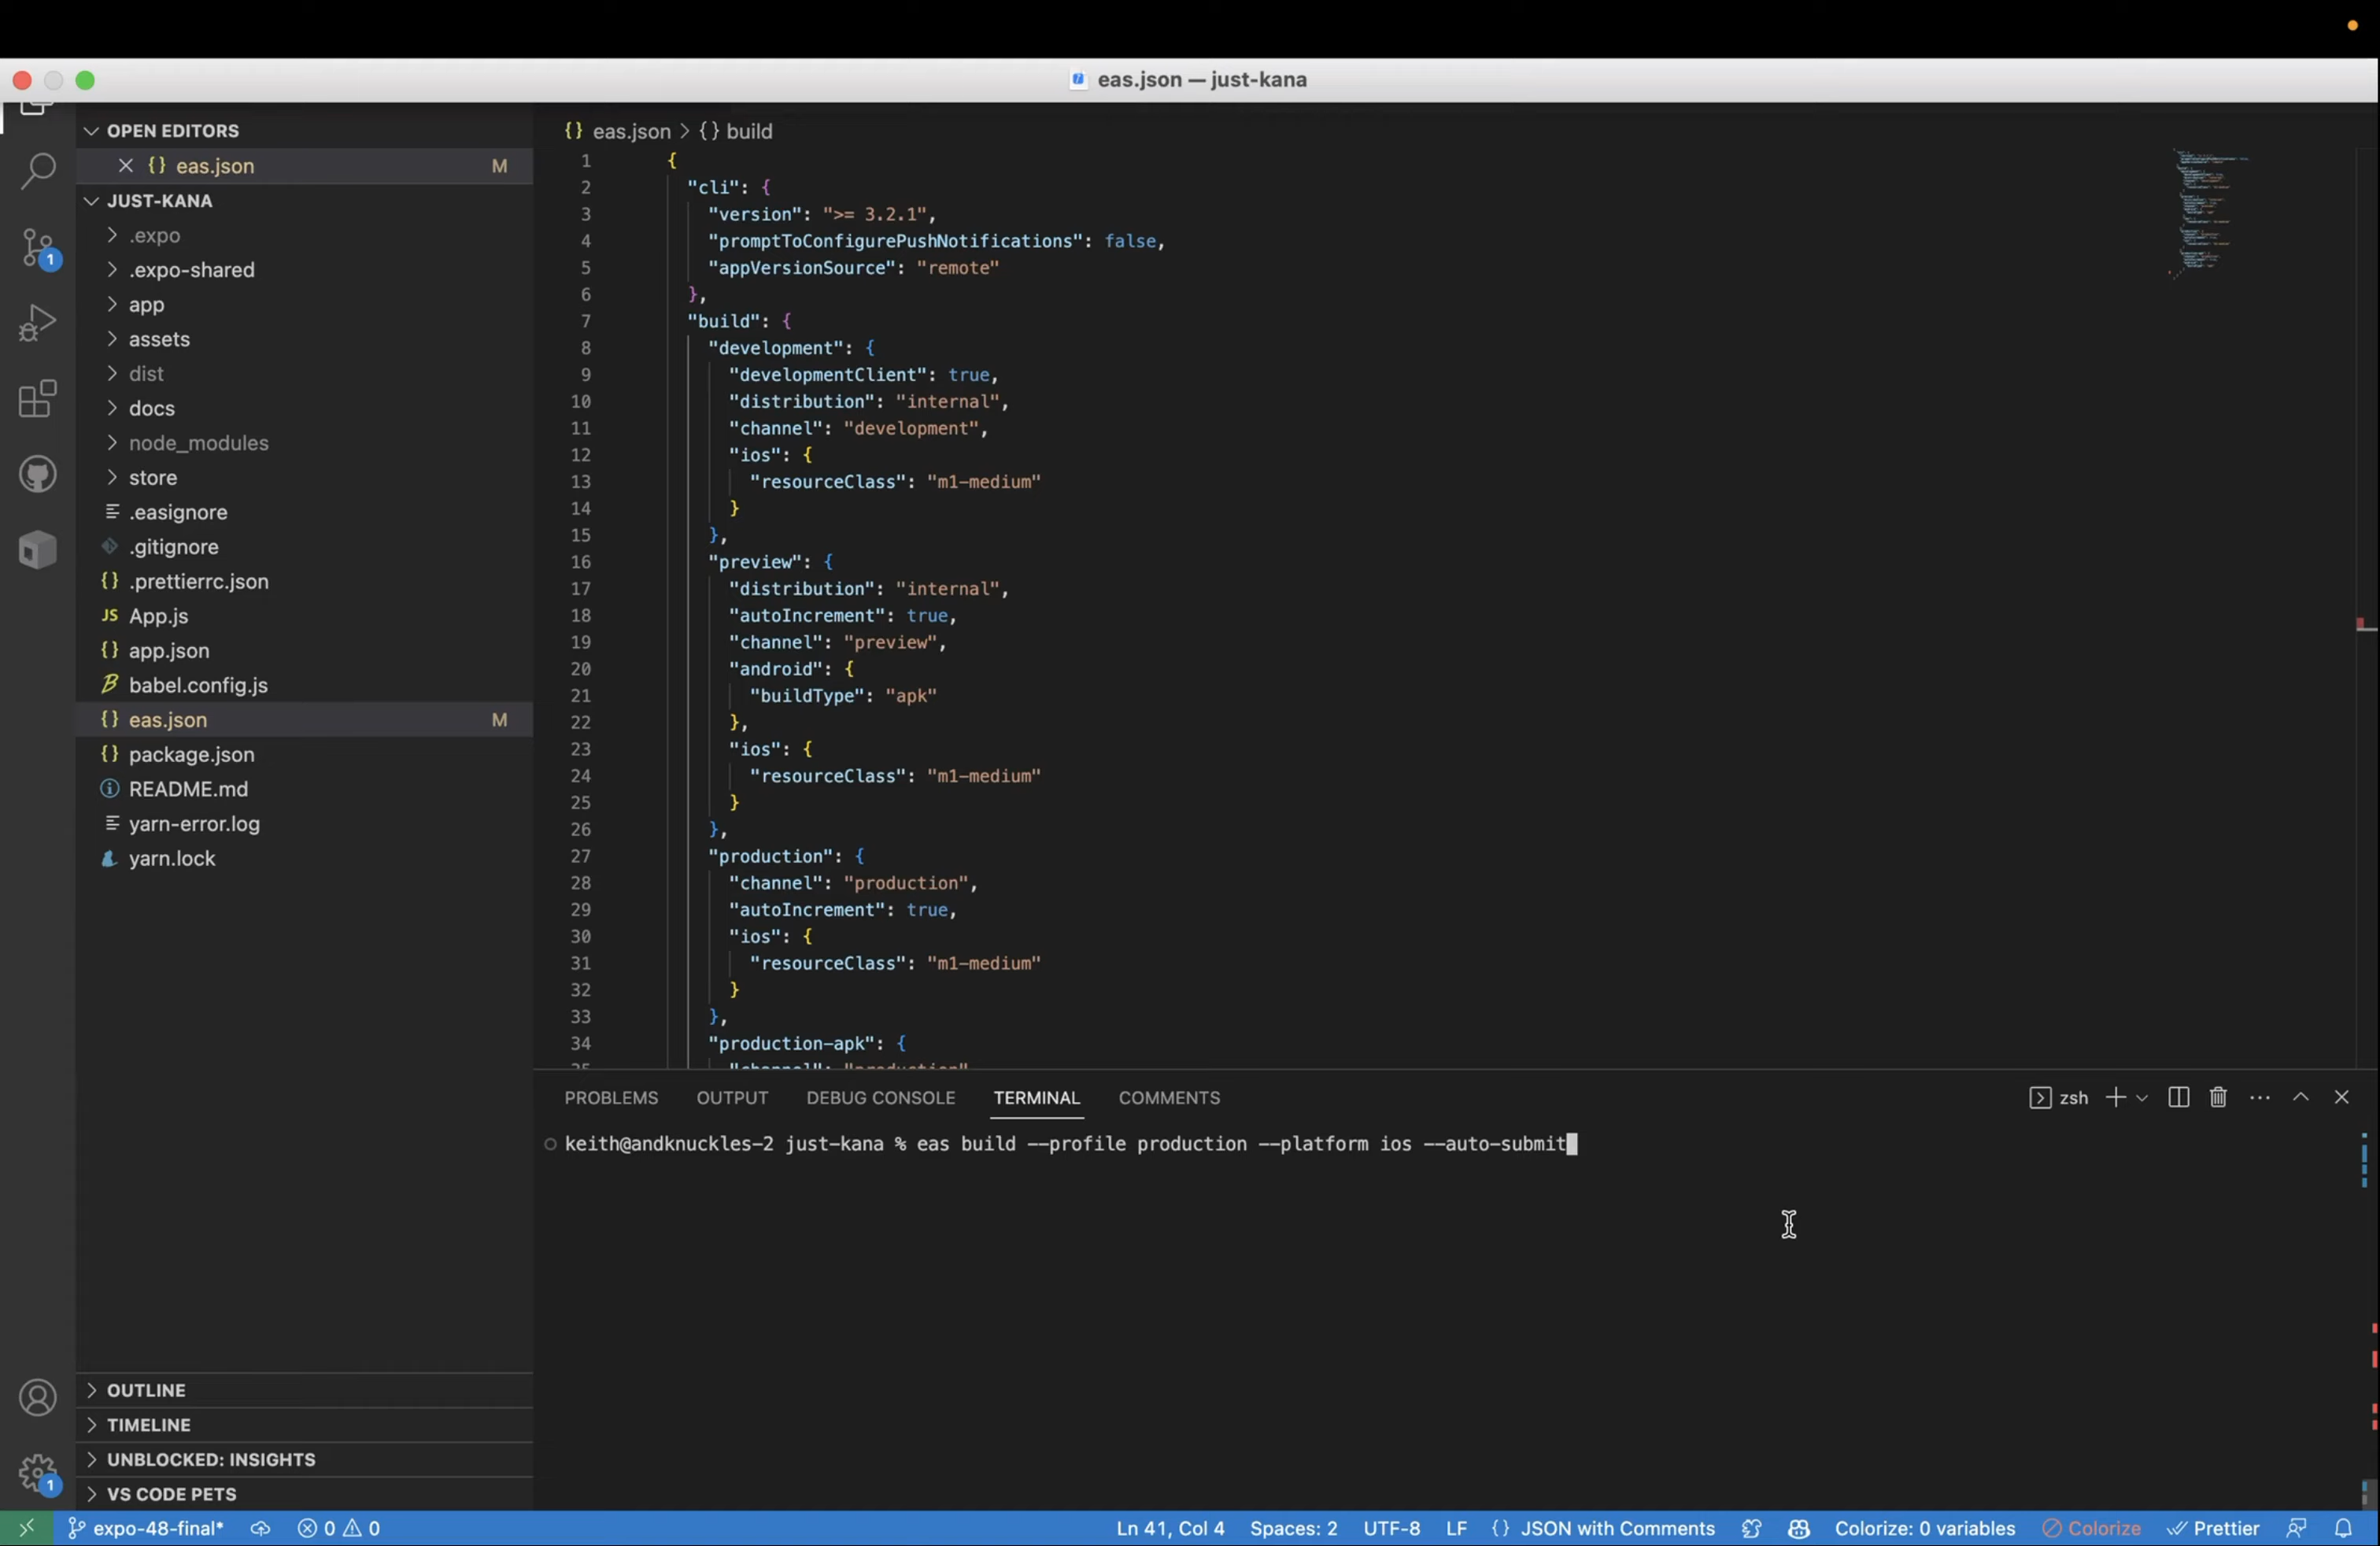 eas.json — just-kana
OPEN EDITORS
eas.json M
JUST-KANA
.expo
.expo-shared
app
assets
dist
docs
node_modules
store
.easignore
.gitignore
{} .prettierrc.json
JS App.js
{} app.json
babel.config.js
{} eas.json M
{} package.json
README.md
yarn-error.log
yarn.lock
OUTLINE
TIMELINE
UNBLOCKED: INSIGHTS
VS CODE PETS
1
1
{} eas.json > {} build
1 {
2 "cli": {
3 "version": ">= 3.2.1",
4 "promptToConfigurePushNotifications": false,
5 "appVersionSource": "remote"
6 },
7 "build": {
8 "development": {
9 "developmentClient": true,
10 "distribution": "internal",
11 "channel": "development",
12 "ios": {
13 "resourceClass": "m1-medium"
14 }
15 },
16 "preview": {
17 "distribution": "internal",
18 "autoIncrement": true,
19 "channel": "preview",
20 "android": {
21 "buildType": "apk"
22 },
23 "ios": {
24 "resourceClass": "m1-medium"
25 }
26 },
27 "production": {
28 "channel": "production",
29 "autoIncrement": true,
30 "ios": {
31 "resourceClass": "m1-medium"
32 }
33 },
34 "production-apk": {
35 "channel": "production"
PROBLEMS OUTPUT DEBUG CONSOLE TERMINAL COMMENTS zsh
keith@andknuckles-2 just-kana % eas build --profile production --platform ios --auto-submit
expo-48-final* 0 0 Ln 41, Col 4 Spaces: 2 UTF-8 LF {} JSON with Comments Colorize: 0 variables Colorize Prettier